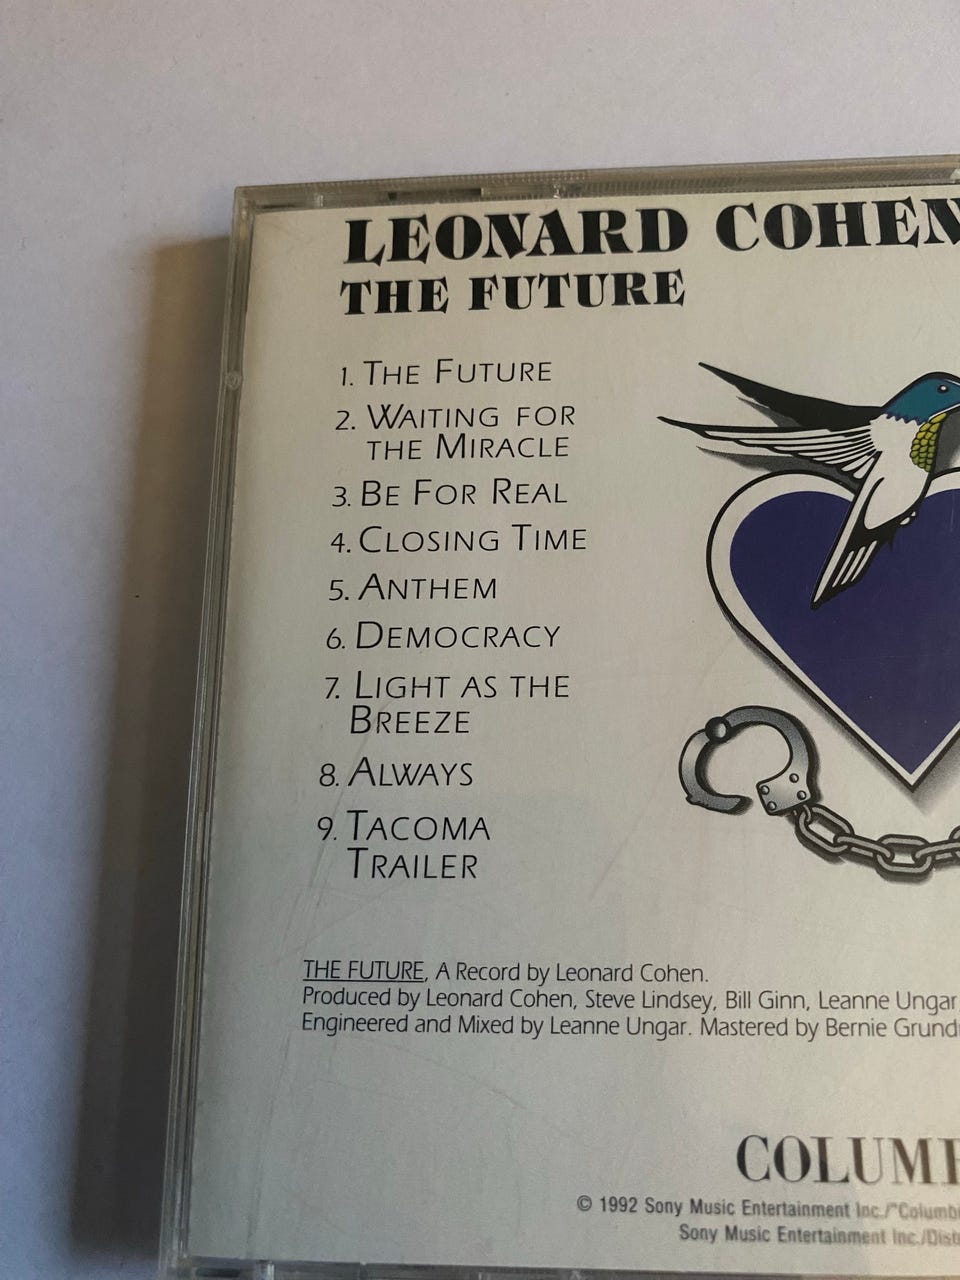 LEONARD COHEN
THE FUTURE
1. THE FUTURE
2. WAITING FOR
THE MIRACLE
3. BE FOR REAL
4. CLOSING TIME
5. ANTHEM
6. DEMOCRACY
7. LIGHT AS THE
BREEZE
8. ALWAYS
9. TACOMA
TRAILER
THE FUTURE, A Record by Leonard Cohen.
Produced by Leonard Cohen, Steve Lindsey, Bill Ginn, Leanne Ungar,
Engineered and Mixed by Leanne Ungar. Mastered by Bernie
© 1992 Sony Music Entertainment Inc./"
Sony Music Entertainment Inc./